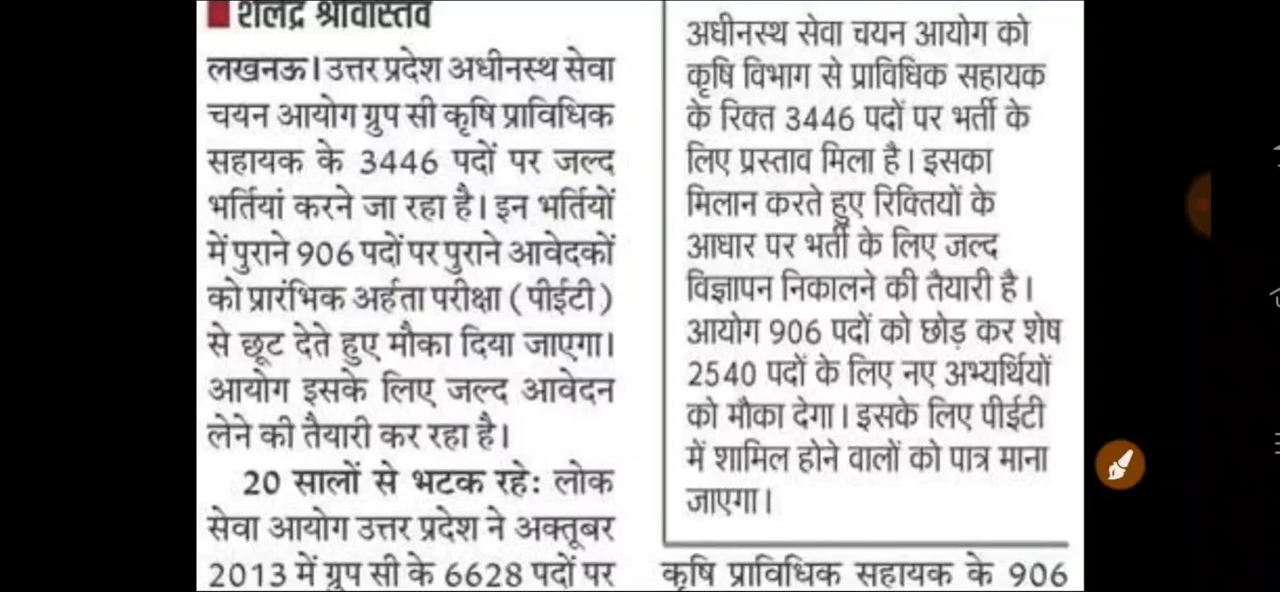 शैलेंद्र श्रीवास्तव
लखनऊ। उत्तर प्रदेश अधीनस्थ सेवा
चयन आयोग ग्रुप सी कृषि प्राविधिक
सहायक के 3446 पदों पर जल्द
भर्तियां करने जा रहा है। इन भर्तियों
में पुराने 906 पदों पर पुराने आवेदकों
को प्रारंभिक अर्हता परीक्षा (पीईटी)
से छूट देते हुए मौका दिया जाएगा।
आयोग इसके लिए जल्द आवेदन
लेने की तैयारी कर रहा है।
20 सालों से भटक रहे: लोक
सेवा आयोग उत्तर प्रदेश ने अक्तूबर
2013 में ग्रुप सी के 6628 पदों पर
अधीनस्थ सेवा चयन आयोग को
कृषि विभाग से प्राविधिक सहायक
के रिक्त 3446 पदों पर भर्ती के
लिए प्रस्ताव मिला है। इसका
मिलान करते हुए रिक्तियों के
आधार पर भर्ती के लिए जल्द
विज्ञापन निकालने की तैयारी है।
आयोग 906 पदों को छोड़ कर शेष
2540 पदों के लिए नए अभ्यर्थियों
को मौका देगा। इसके लिए पीईटी
में शामिल होने वालों को पात्र माना
जाएगा।
कृषि प्राविधिक सहायक के 906